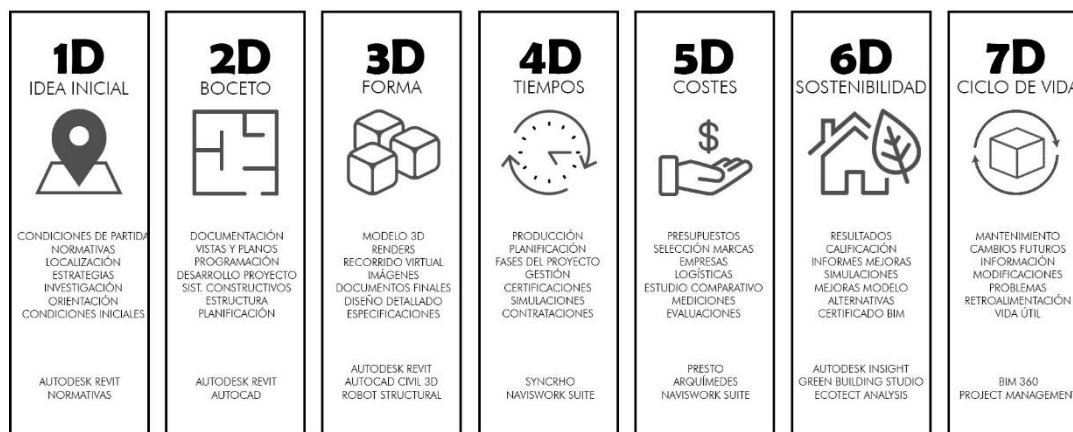 1D
IDEA INICIAL
CONDICIONES DE PARTIDA
NORMATIVAS
LOCALIZACIÓN
ESTRATEGIAS
INVESTIGACIÓN
ORIENTACIÓN
CONDICIONES INICIALES
AUTODESK REVIT
NORMATIVAS
2D
BOCETO
DOCUMENTACIÓN
VISTAS Y PLANOS
PROGRAMACIÓN
DESARROLLO PROYECTO
SIST. CONSTRUCTIVOS
ESTRUCTURA
PLANIFICACIÓN
AUTODESK REVIT
AUTOCAD
3D
FORMA
MODELO 3D
RENDERS
RECORRIDO VIRTUAL
IMÁGENES
DOCUMENTOS FINALES
DISEÑO DETALLADO
ESPECIFICACIONES
AUTODESK REVIT
AUTOCAD CIVIL 3D
ROBOT STRUCTURAL
4D
TIEMPOS
PRODUCCIÓN
PLANIFICACIÓN
FASES DEL PROYECTO
GESTIÓN
CERTIFICACIONES
SIMULACIONES
CONTRATACIONES
SYNCRHO
NAVISWORK SUITE
5D
COSTES
$
PRESUPUESTOS
SELECCIÓN MARCAS
EMPRESAS
LOGÍSTICAS
ESTUDIO COMPARATIVO
MEDICIONES
EVALUACIONES
PRESTO
ARQUÍMEDES
NAVISWORK SUITE
6D
SOSTENIBILIDAD
RESULTADOS
CALIFICACIÓN
INFORMES MEJORAS
SIMULACIONES
MEJORAS MODELO
ALTERNATIVAS
CERTIFICADO BIM
AUTODESK INSIGHT
GREEN BUILDING STUDIO
ECOTECT ANALYSIS
7D
CICLO DE VIDA
MANTENIMIENTO
CAMBIOS FUTUROS
INFORMACIÓN
MODIFICACIONES
PROBLEMAS
RETROALIMENTACIÓN
VIDA ÚTIL
BIM 360
PROJECT MANAGEMENT